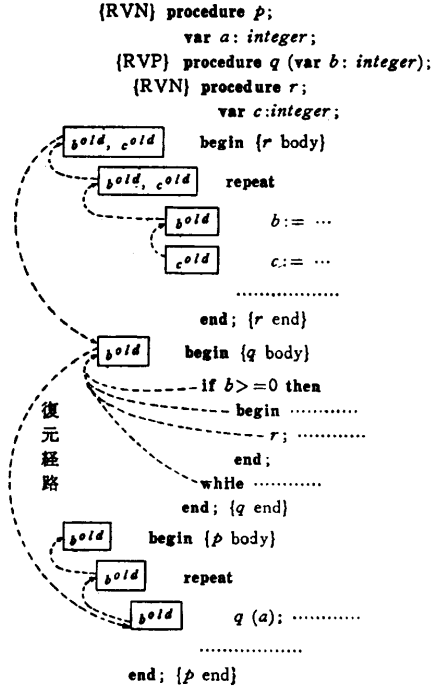 {RVN} procedure p;
var a: integer;
{RVP} procedure q (var b: integer);
{RVN} procedure r;
var c:integer;
b^old, c^old begin {r body}
b^old, c^old repeat
b^old b:= …
c^old c:= …
………………
end; {r end}
b^old begin {q body}
if b>=0 then
begin …………
r; …………
end;
whlle …………
end; {q end}
復元経路
b^old begin {p body}
b^old repeat
b^old q (a); …………
………………
end; {p end}